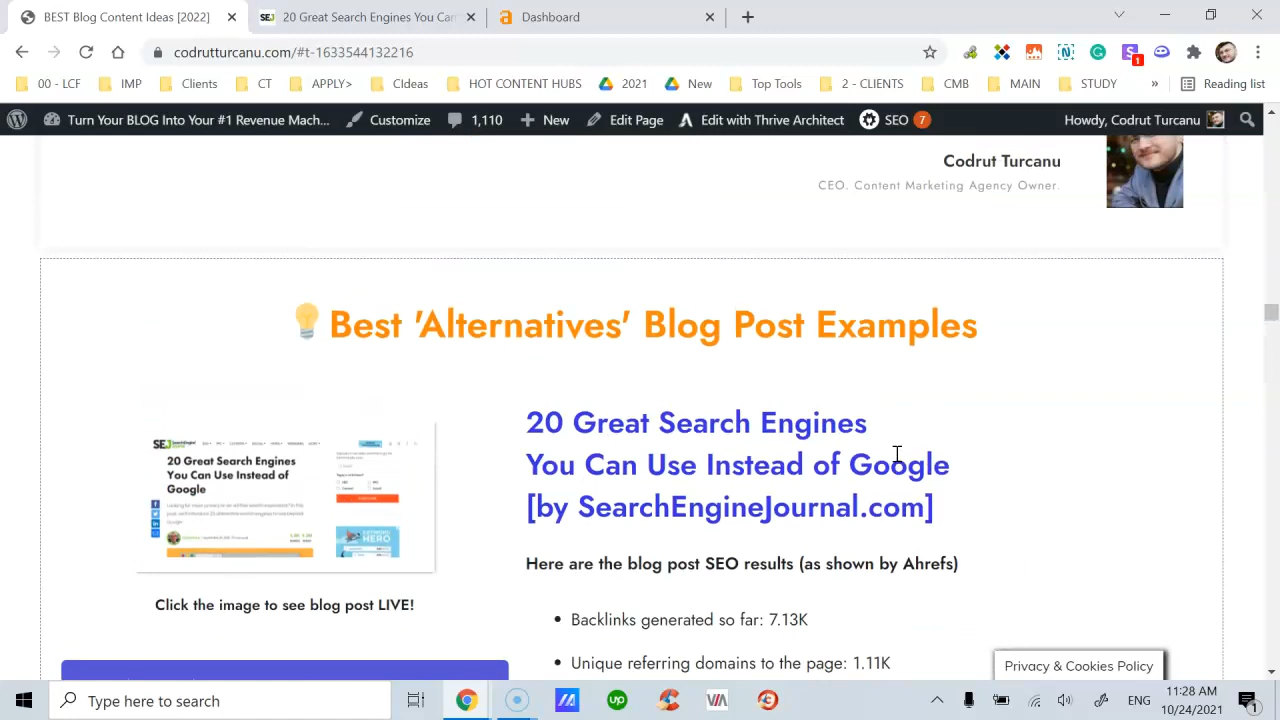 BEST Blog Content Ideas [2022]
20 Great Search Engines You Can
Dashboard
codrutturcanu.com/#t-1633544132216
1
00 - LCF
IMP
Clients
CT
APPLY>
CIdeas
HOT CONTENT HUBS
2021
New
Top Tools
2 - CLIENTS
CMB
MAIN
STUDY
»
Reading list
Turn Your BLOG Into Your #1 Revenue Mach...
Customize
1,110
New
Edit Page
Edit with Thrive Architect
SEO 7
Howdy, Codrut Turcanu
Codrut Turcanu
CEO. Content Marketing Agency Owner.
Best 'Alternatives' Blog Post Examples
SEJ
20 Great Search Engines
You Can Use Instead of
Google
20 Great Search Engines
You Can Use Instead of Google
[by SearchEngineJournal.com]
Here are the blog post SEO results (as shown by Ahrefs)
Click the image to see blog post LIVE!
• Backlinks generated so far: 7.13K
• Unique referring domains to the page: 1.11K
Privacy & Cookies Policy
Type here to search
ENG
11:28 AM
10/24/2021
1